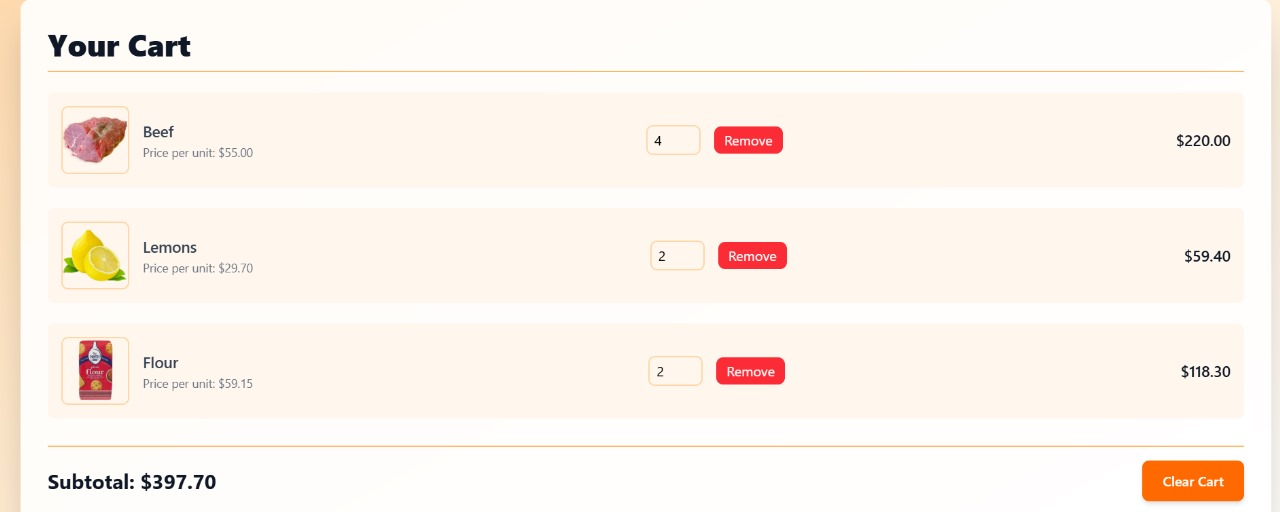 Your Cart
Beef
Price per unit: $55.00
4
Remove
$220.00
Lemons
Price per unit: $29.70
2
Remove
$59.40
Flour
Price per unit: $59.15
2
Remove
$118.30
Subtotal: $397.70
Clear Cart